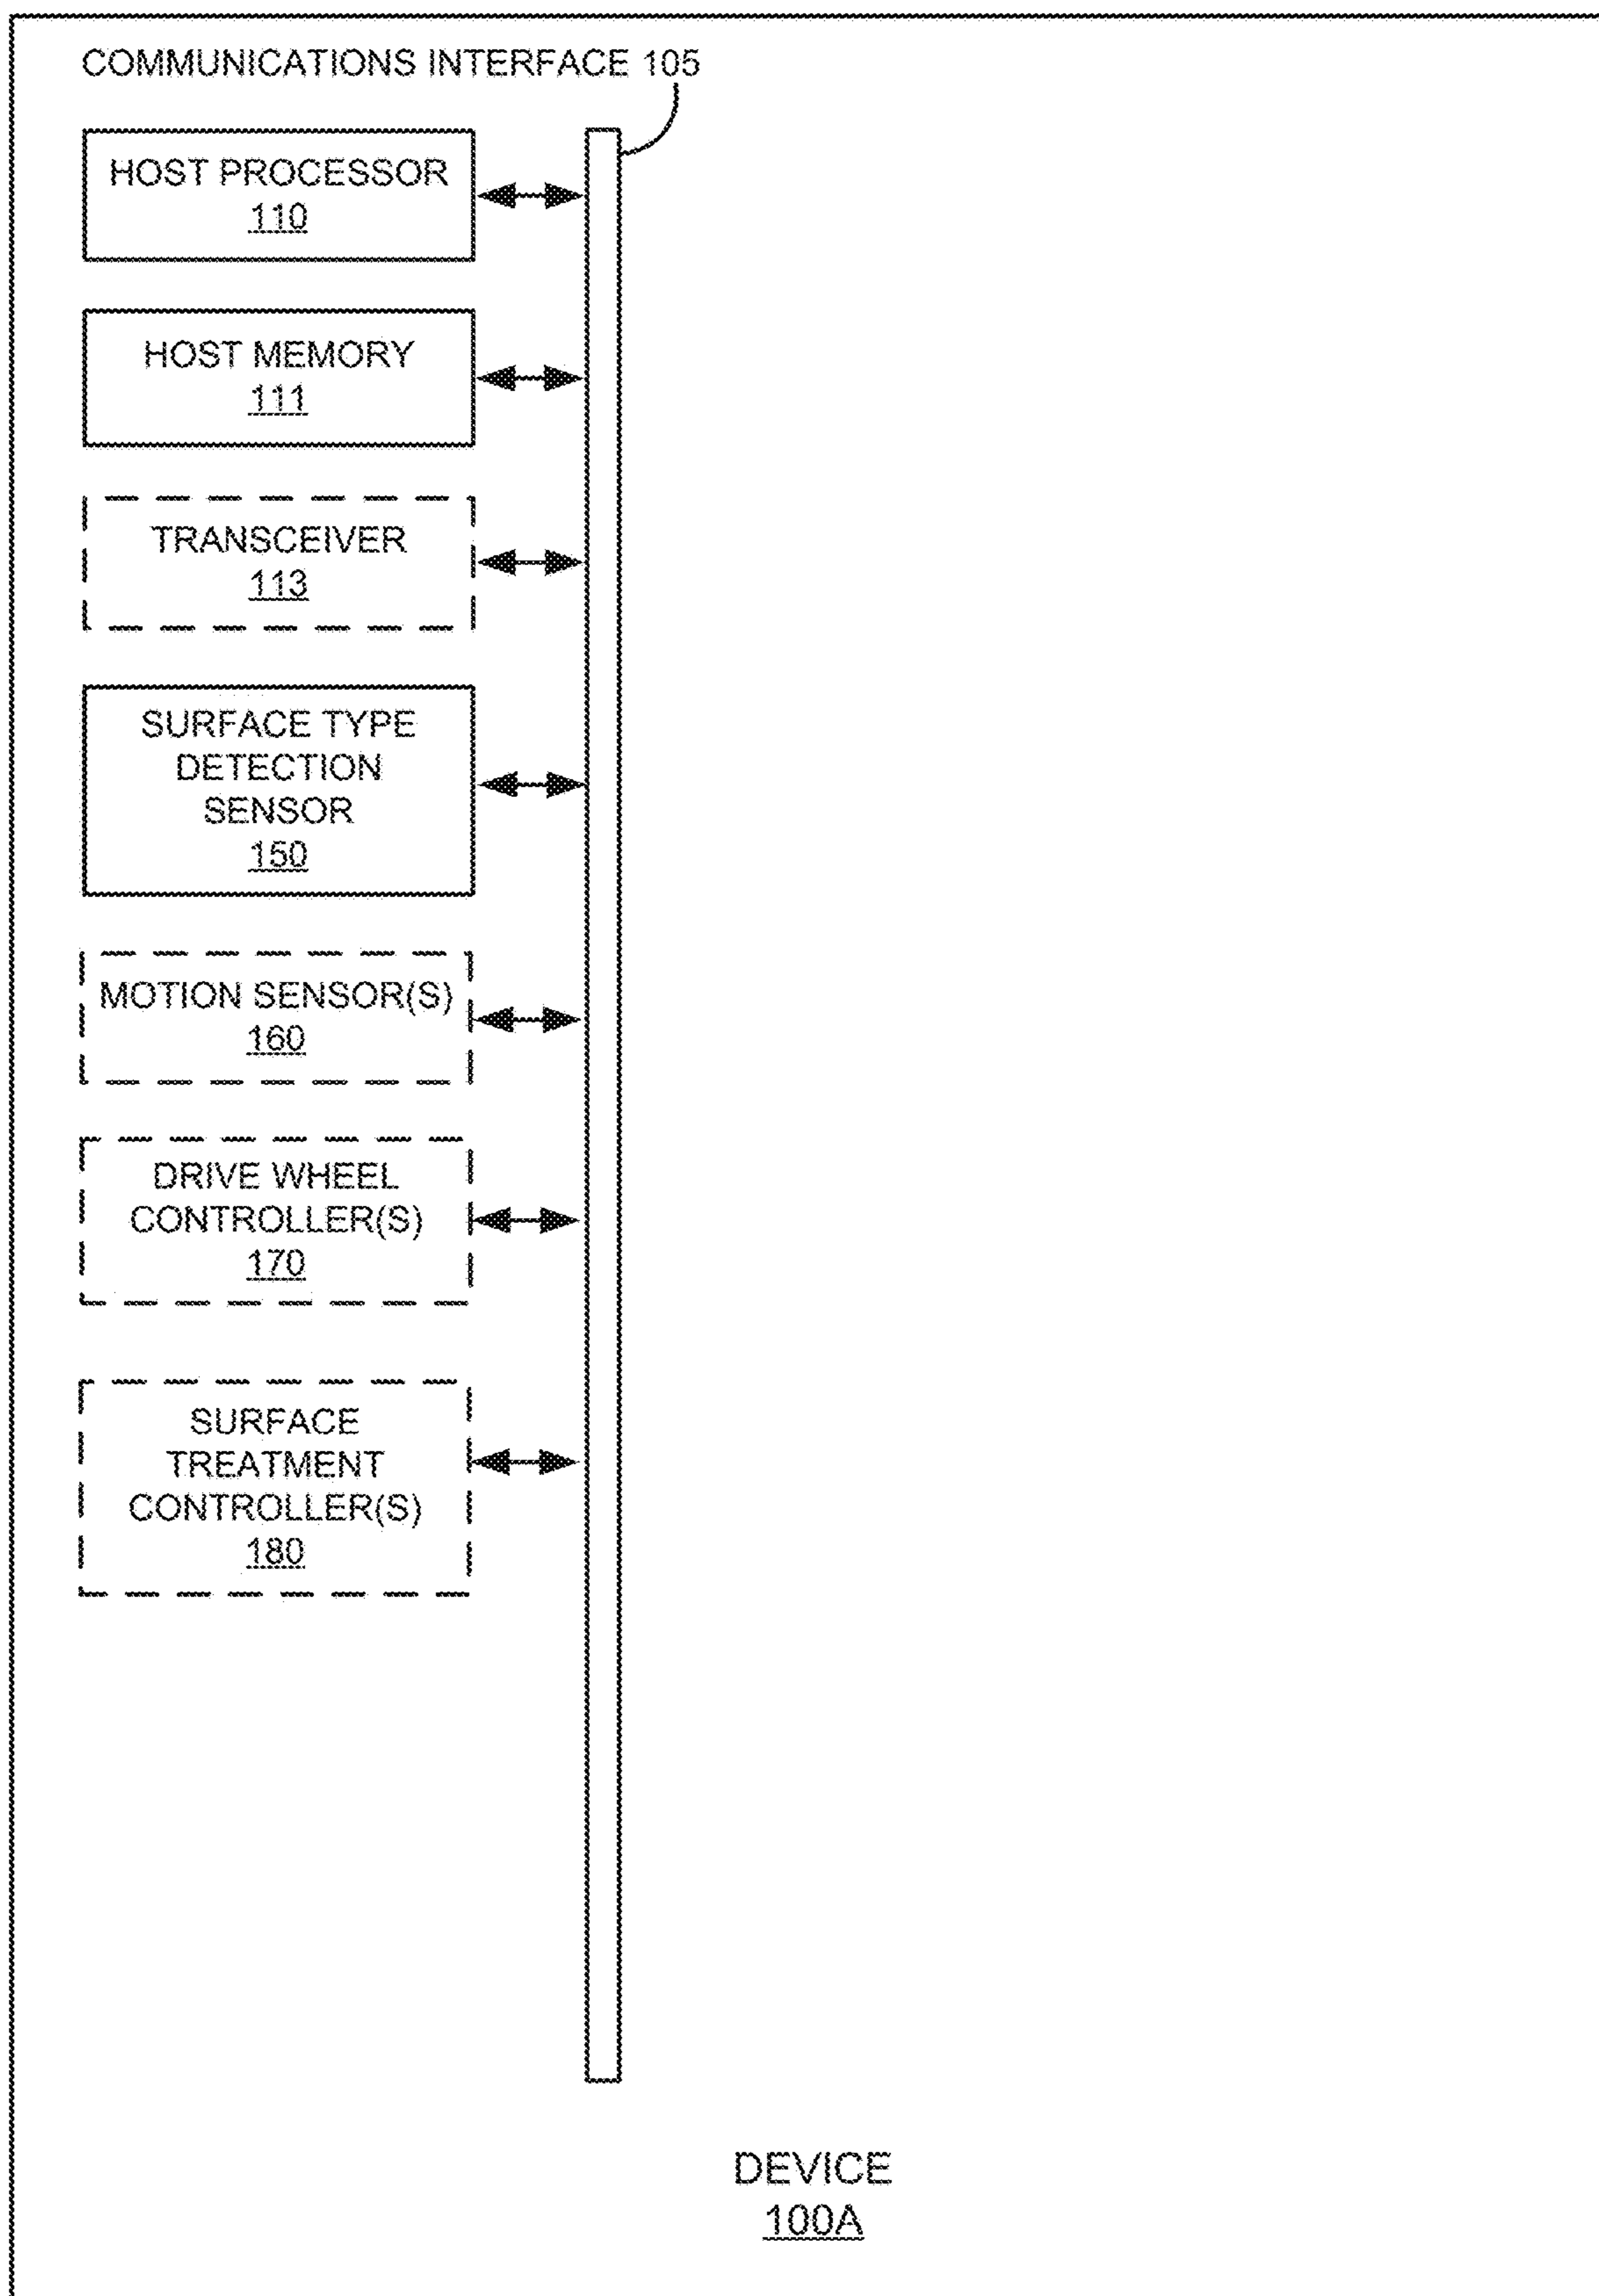 COMMUNICATIONS INTERFACE 105
HOST PROCESSOR
110
HOST MEMORY
111
TRANSCEIVER
113
SURFACE TYPE
DETECTION
SENSOR
150
MOTION SENSOR(S)
160
DRIVE WHEEL
CONTROLLER(S)
170
SURFACE
TREATMENT
CONTROLLER(S)
180
DEVICE
100A